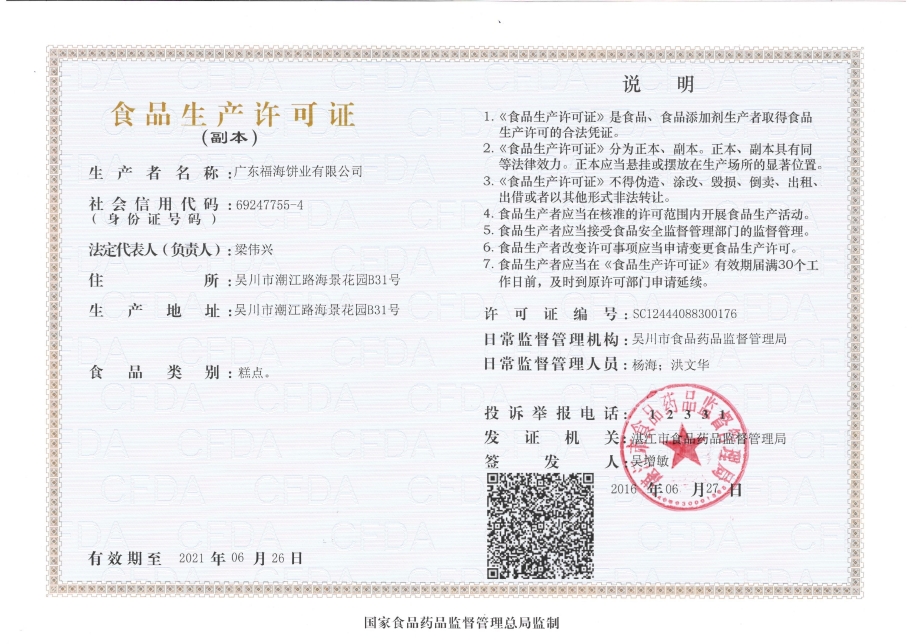 食品生产许可证
(副本)
生产者名称:广东福海饼业有限公司
社会信用代码:69247755-4
(身份证号码)
法定代表人(负责人):梁伟兴
住所:吴川市潮江路海景花园B31号
生产地址:吴川市潮江路海景花园B31号
食品类别:糕点。
有效期至 2021 年 06 月 26 日
说 明
1.《食品生产许可证》是食品、食品添加剂生产者取得食品
生产许可的合法凭证。
2.《食品生产许可证》分为正本、副本。正本、副本具有同
等法律效力。正本应当悬挂或摆放在生产场所的显著位置。
3.《食品生产许可证》不得伪造、涂改、毁损、倒卖、出租、
出借或者以其他形式非法转让。
4. 食品生产者应当在核准的许可范围内开展食品生产活动。
5. 食品生产者应当接受食品安全监督管理部门的监督管理。
6. 食品生产者改变许可事项应当申请变更食品生产许可。
7. 食品生产者应当在《食品生产许可证》有效期届满30个工
作日前，及时到原许可部门申请延续。
许可证编号:SC12444088300176
日常监督管理机构:吴川市食品药品监督管理局
日常监督管理人员:杨海; 洪文华
投诉举报电话:12331
发证机关:湛江市食品药品监督管理局
签发人:吴增敏
2016 年 06 月 27 日
湛江市食品药品监督管理局
国家食品药品监督管理总局监制